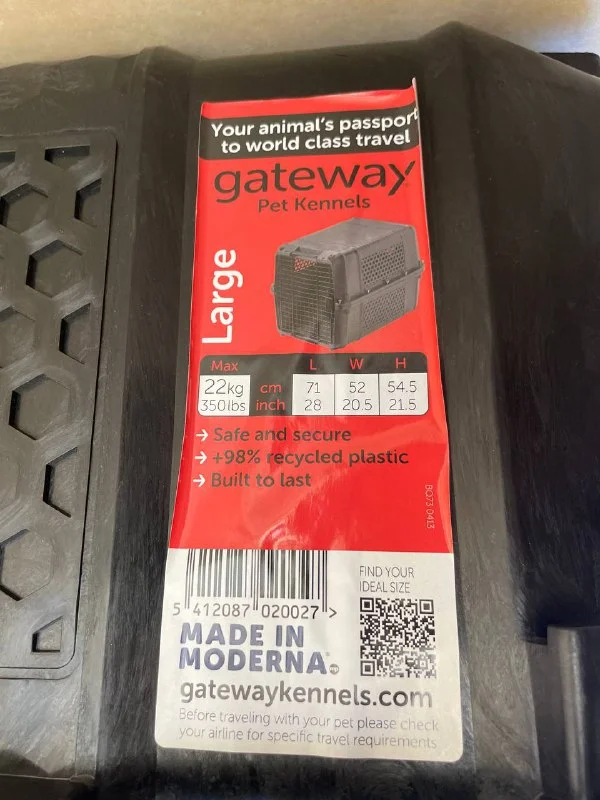 Your animal's passport
to world class travel
gateway
Pet Kennels
Large
Max L W H
22kg cm 71 52 54.5
350lbs inch 28 20.5 21.5
→ Safe and secure
→ +98% recycled plastic
→ Built to last
BQ73 0413
5 412087 020027 >
FIND YOUR
IDEAL SIZE
MADE IN
MODERNA
gatewaykennels.com
Before traveling with your pet please check
your airline for specific travel requirements